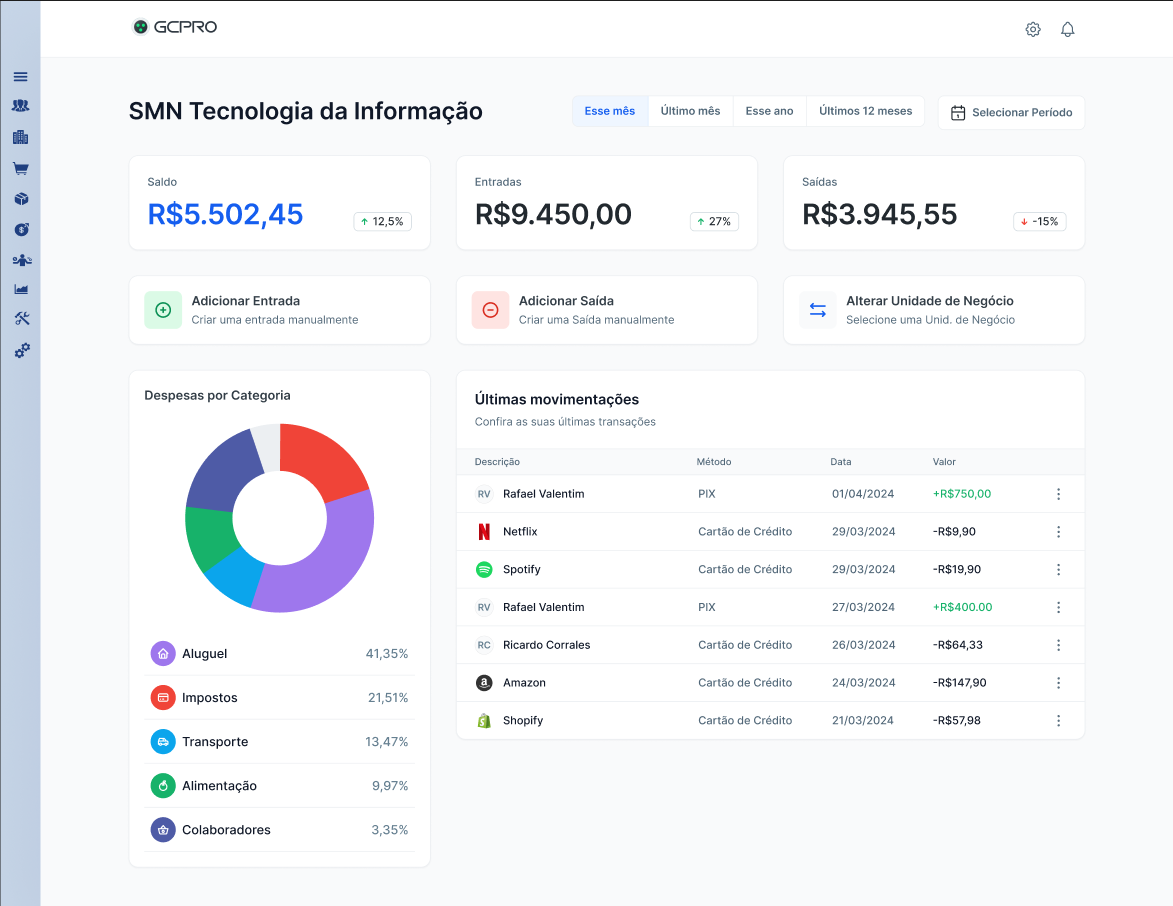 GCPRO
SMN Tecnologia da Informação
Esse mês
Último mês
Esse ano
Últimos 12 meses
Selecionar Período
Saldo
R$5.502,45
12,5%
Entradas
R$9.450,00
27%
Saídas
R$3.945,55
-15%
Adicionar Entrada
Criar uma entrada manualmente
Adicionar Saída
Criar uma Saída manualmente
Alterar Unidade de Negócio
Selecione uma Unid. de Negócio
Despesas por Categoria
Aluguel 41,35%
Impostos 21,51%
Transporte 13,47%
Alimentação 9,97%
Colaboradores 3,35%
Últimas movimentações
Confira as suas últimas transações
Descrição Método Data Valor
RV Rafael Valentim PIX 01/04/2024 +R$750,00
Netflix Cartão de Crédito 29/03/2024 -R$9,90
Spotify Cartão de Crédito 29/03/2024 -R$19,90
RV Rafael Valentim PIX 27/03/2024 +R$400.00
RC Ricardo Corrales Cartão de Crédito 26/03/2024 -R$64,33
Amazon Cartão de Crédito 24/03/2024 -R$147,90
Shopify Cartão de Crédito 21/03/2024 -R$57,98